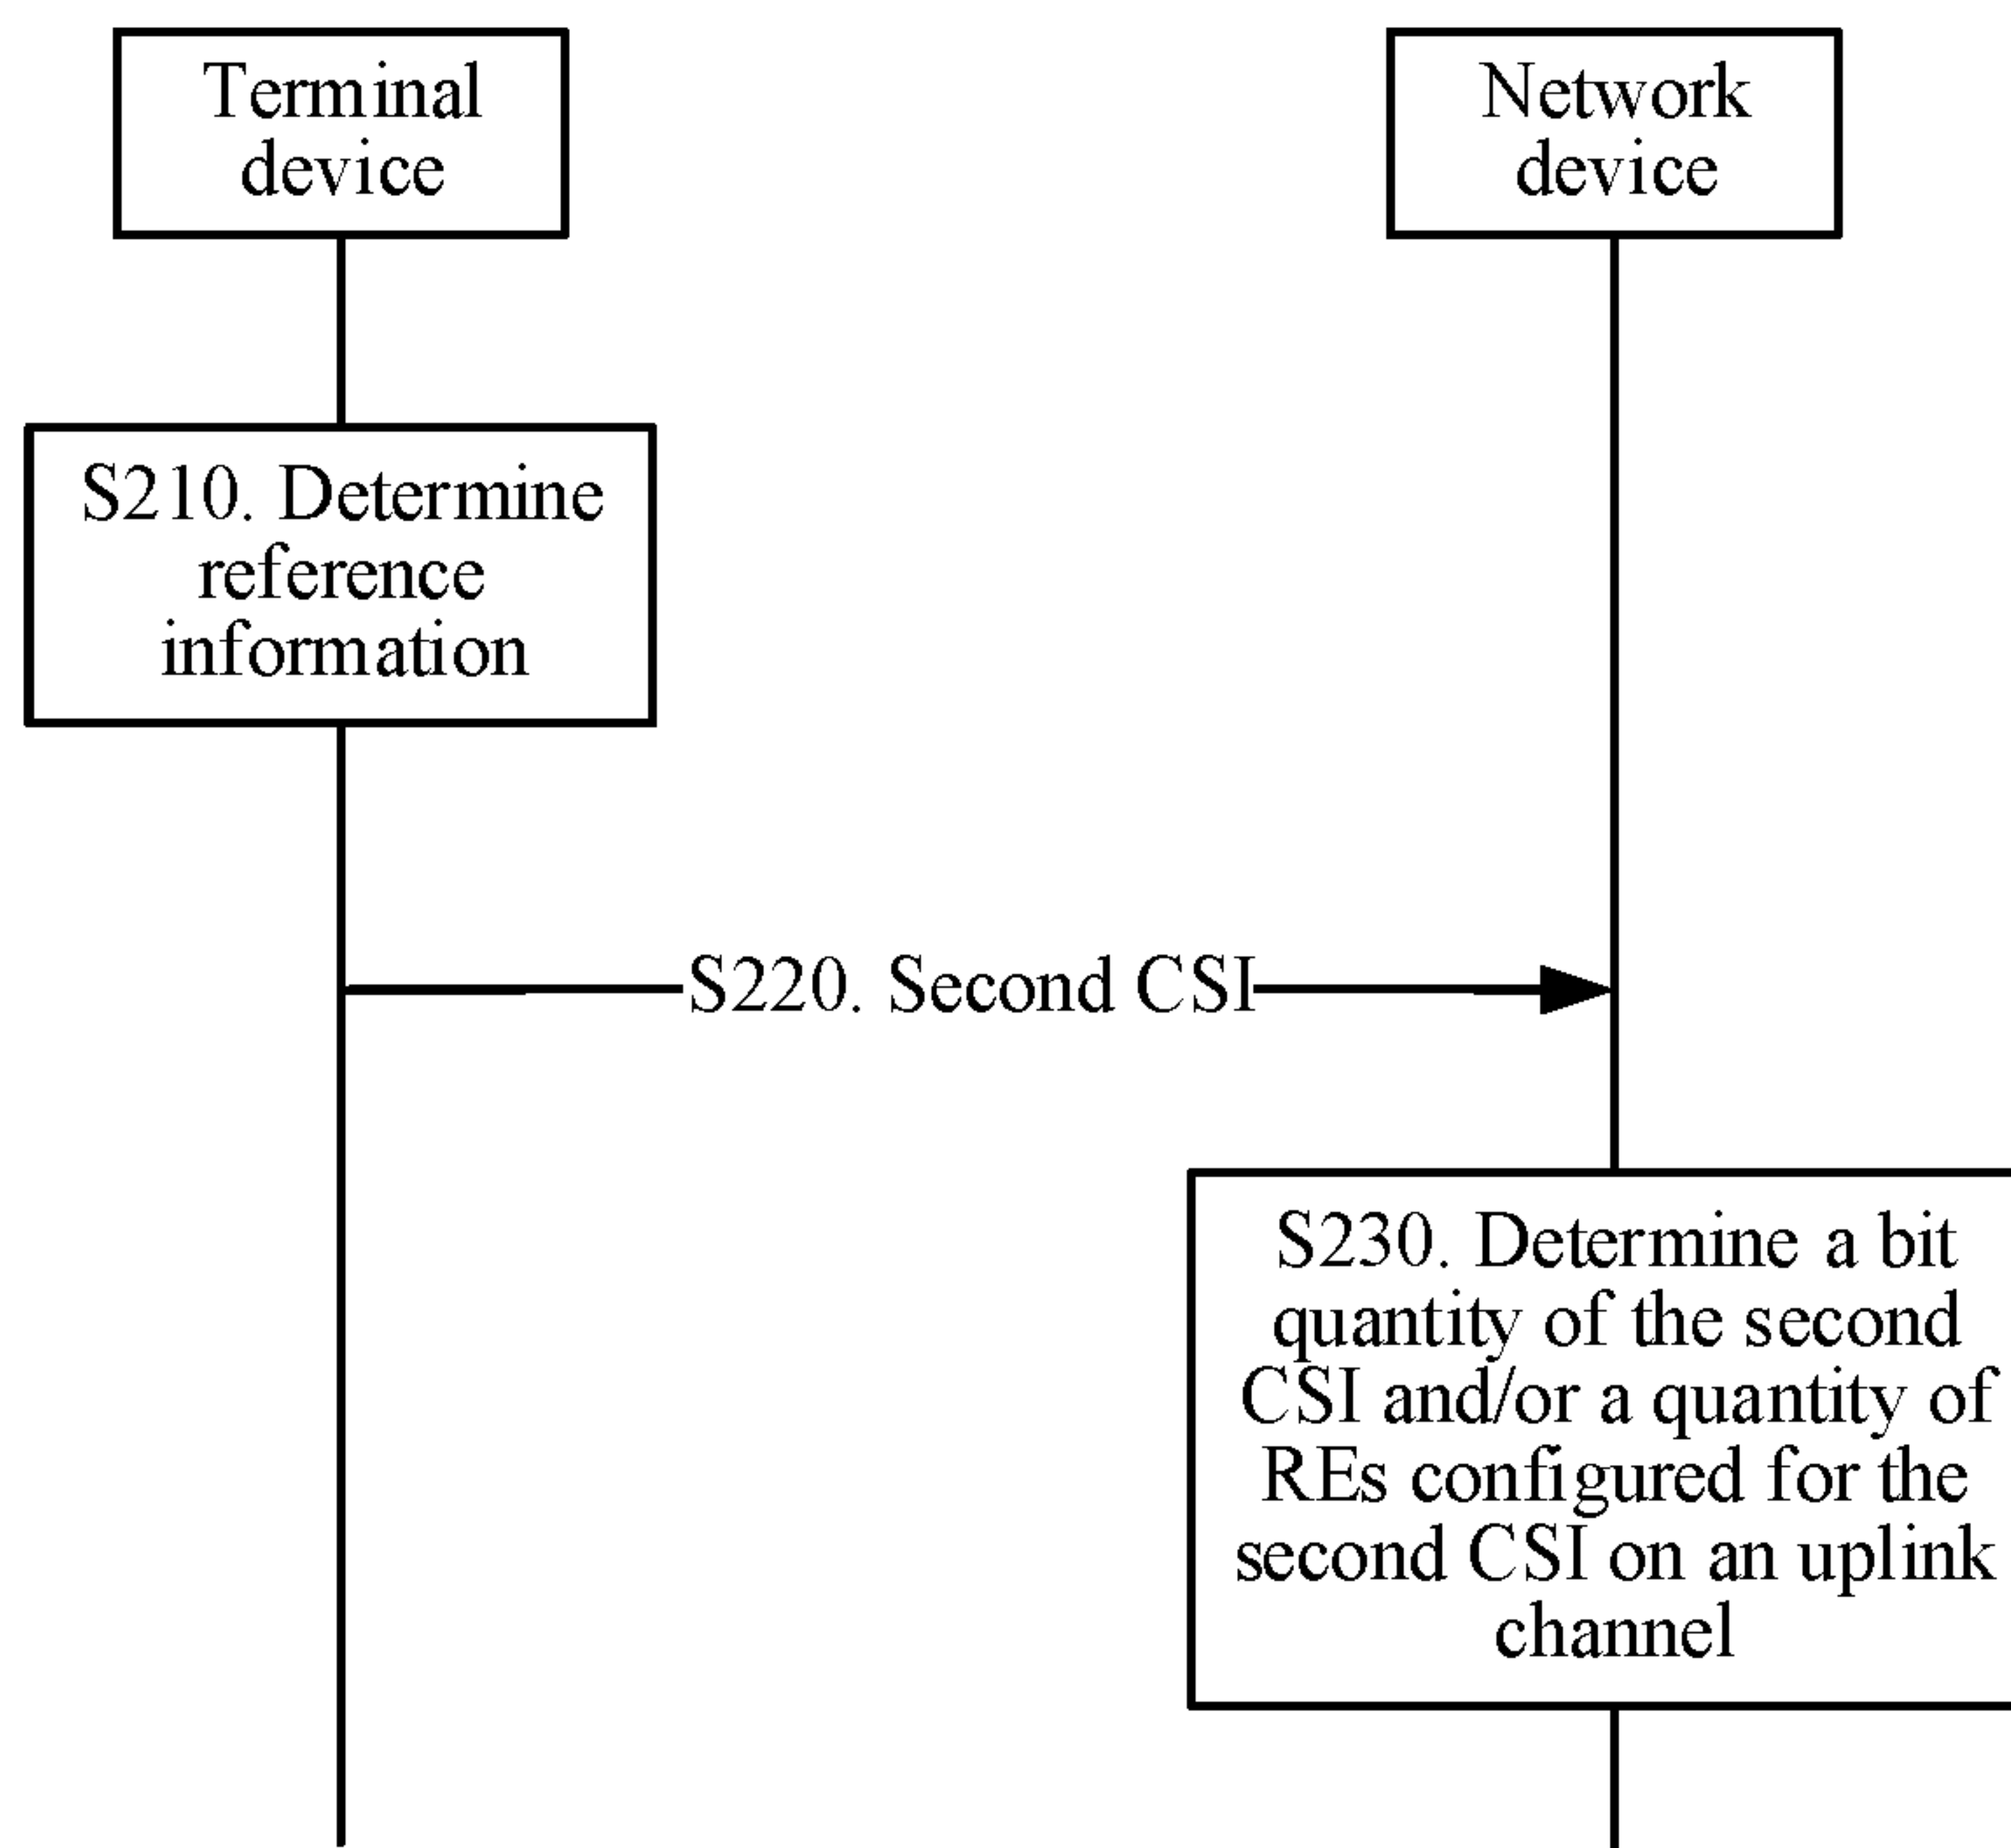 Terminal
device
Network
device
S210. Determine
reference
information
S220. Second CSI
S230. Determine a bit
quantity of the second
CSI and/or a quantity of
REs configured for the
second CSI on an uplink
channel